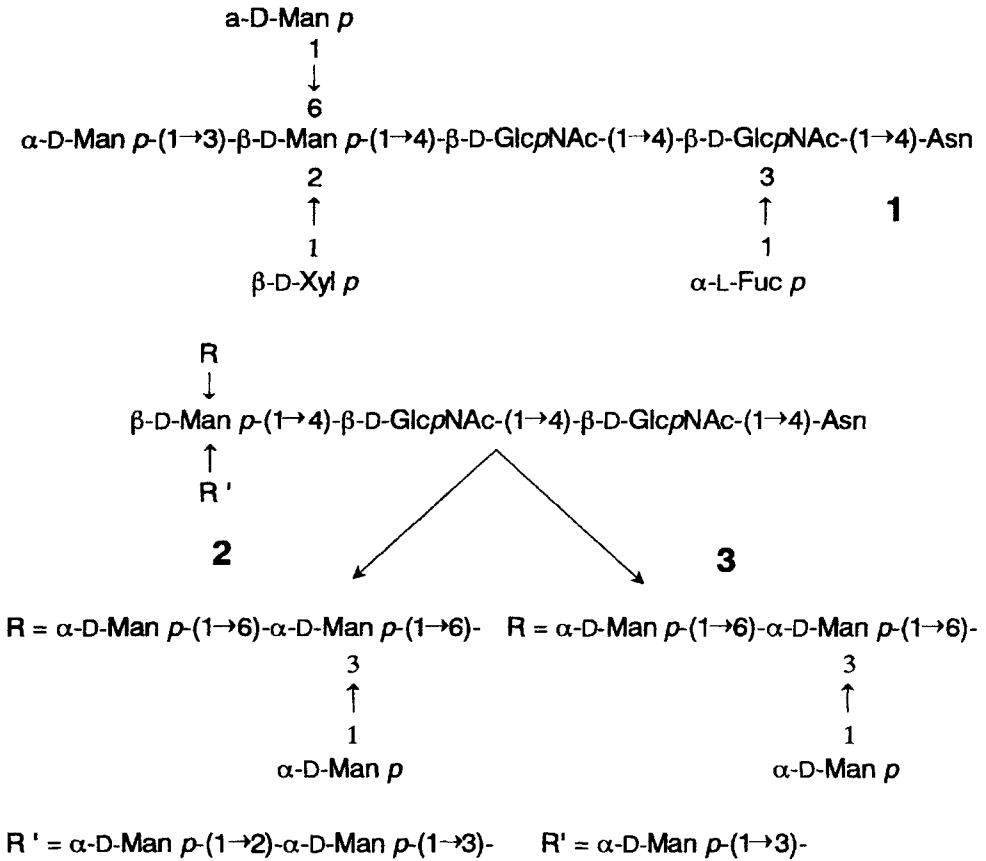 a-D-Man p
1
↓
6
α-D-Man p-(1→3)-β-D-Man p-(1→4)-β-D-GlcpNAc-(1→4)-β-D-GlcpNAc-(1→4)-Asn
2 3
↑ ↑ 1
1 1
β-D-Xyl p α-L-Fuc p
R
↓
β-D-Man p-(1→4)-β-D-GlcpNAc-(1→4)-β-D-GlcpNAc-(1→4)-Asn
↑
R '
2 3
R = α-D-Man p-(1→6)-α-D-Man p-(1→6)- R = α-D-Man p-(1→6)-α-D-Man p-(1→6)-
3 3
↑ ↑
1 1
α-D-Man p α-D-Man p
R ' = α-D-Man p-(1→2)-α-D-Man p-(1→3)- R' = α-D-Man p-(1→3)-